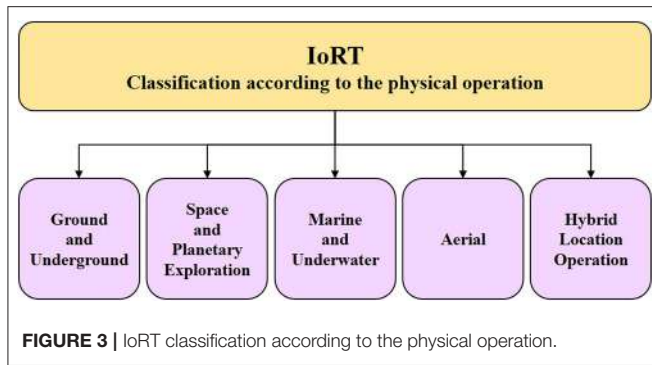 IoRT
Classification according to the physical operation
Ground
and
Underground
Space
and
Planetary
Exploration
Marine
and
Underwater
Aerial
Hybrid
Location
Operation
FIGURE 3 | IoRT classification according to the physical operation.